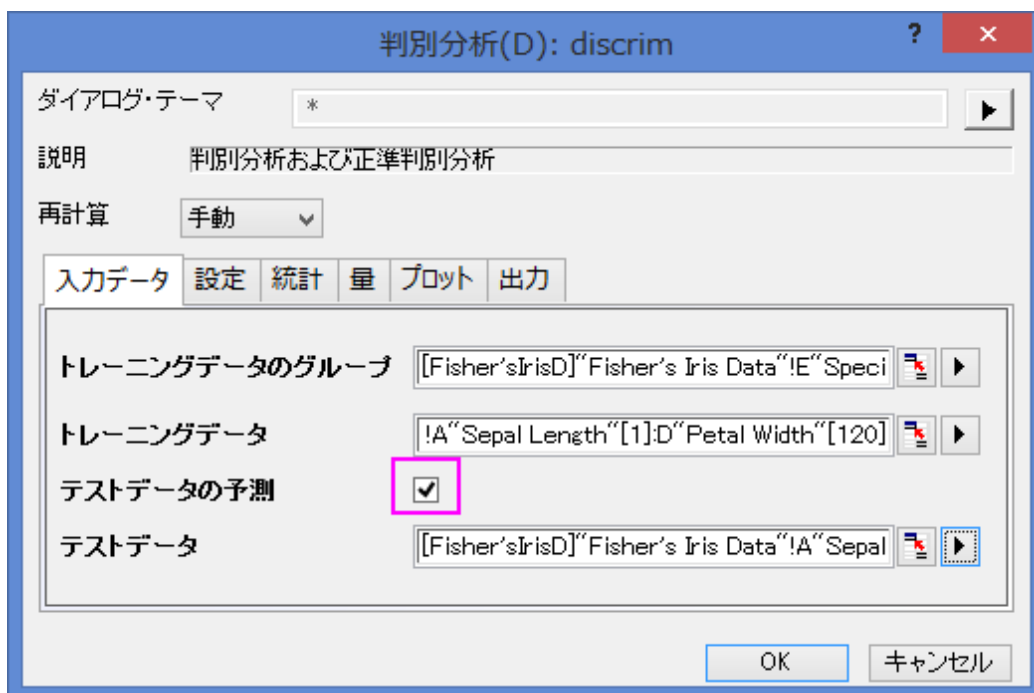 判別分析(D): discrim
? ×
ダイアログ・テーマ *
説明 判別分析および正準判別分析
再計算 手動
入力データ 設定 統計 量 プロット 出力
トレーニングデータのグループ [Fisher'sIrisD]"Fisher's Iris Data"!E"Speci
トレーニングデータ !A"Sepal Length"[1]:D"Petal Width"[120]
テストデータの予測
テストデータ [Fisher'sIrisD]"Fisher's Iris Data"!A"Sepal
OK キャンセル